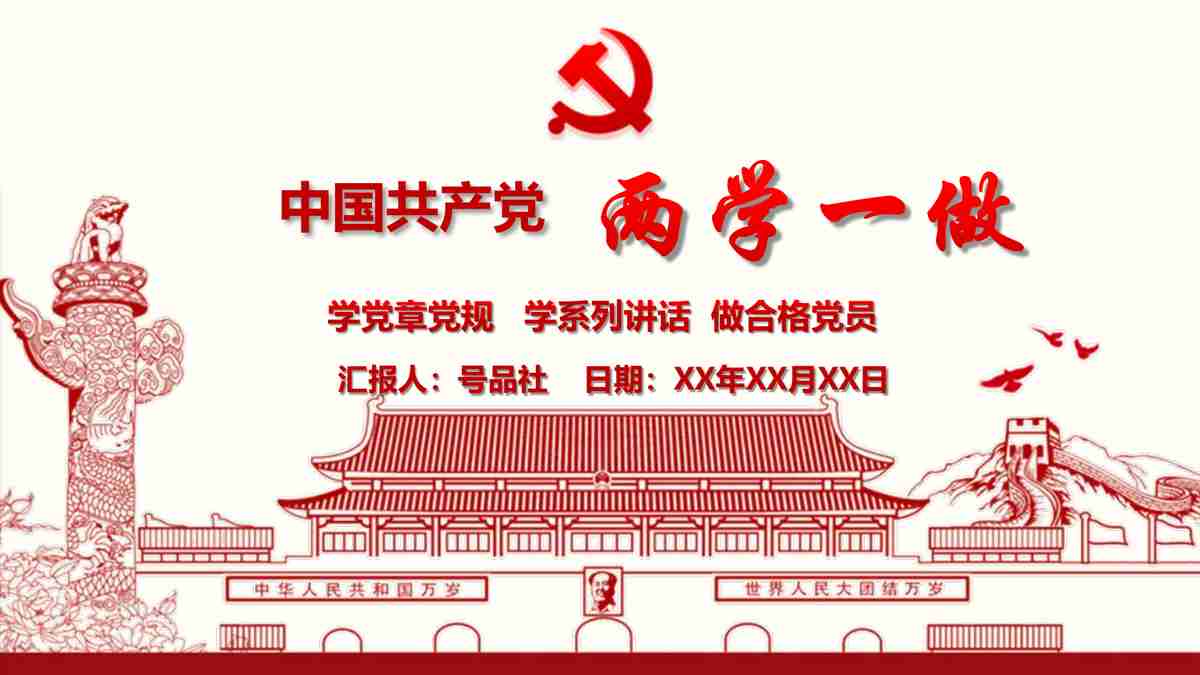 中国共产党 两学一做
学党章党规 学系列讲话 做合格党员
汇报人：号品社 日期：XX年XX月XX日
中华人民共和国万岁
世界人民大团结万岁